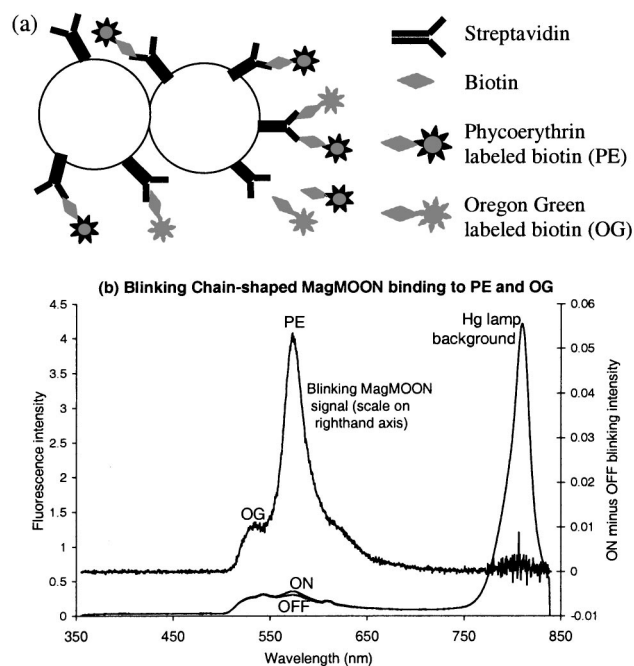 (a)
Streptavidin
Biotin
Phycoerythrin
labeled biotin (PE)
Oregon Green
labeled biotin (OG)
(b) Blinking Chain-shaped MagMOON binding to PE and OG
4.5
4
3.5
3
2.5
2
1.5
1
0.5
0
Fluorescence intensity
PE
Hg lamp
background
Blinking MagMOON
signal (scale on
righthand axis)
OG
ON
OFF
0.06
0.05
0.04
0.03
0.02
0.01
0
-0.01
ON minus OFF blinking intensity
350
450
550
650
750
850
Wavelength (nm)